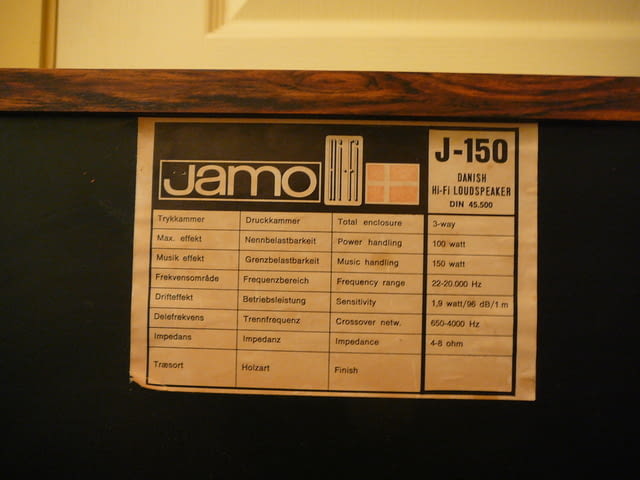 Jamo Hi-Fi
J-150
DANISH
Hi-Fi LOUDSPEAKER
DIN 45.500
Trykkammer Druckkammer Total enclosure 3-way
Max. effekt Nennbelastbarkeit Power handling 100 watt
Musik effekt Grenzbelastbarkeit Music handling 150 watt
Frekvensområde Frequenzbereich Frequency range 22-20.000 Hz
Drifteffekt Betriebsleistung Sensitivity 1,9 watt/96 dB/1 m
Delefrekvens Trennfrequenz Crossover netw. 650-4000 Hz
Impedans Impedanz Impedance 4-8 ohm
Træsort Holzart Finish